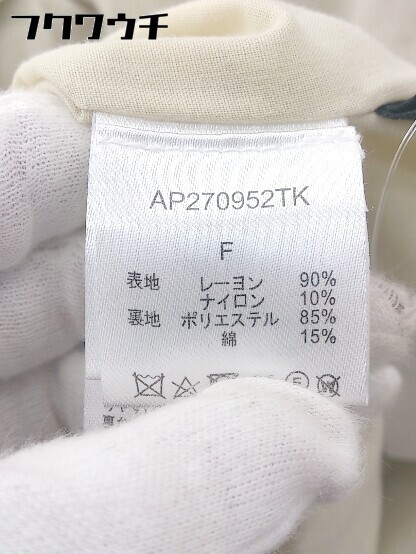 フクワウチ
AP270952TK
F
表地 レーヨン 90%
ナイロン 10%
裏地 ポリエステル 85%
綿 15%